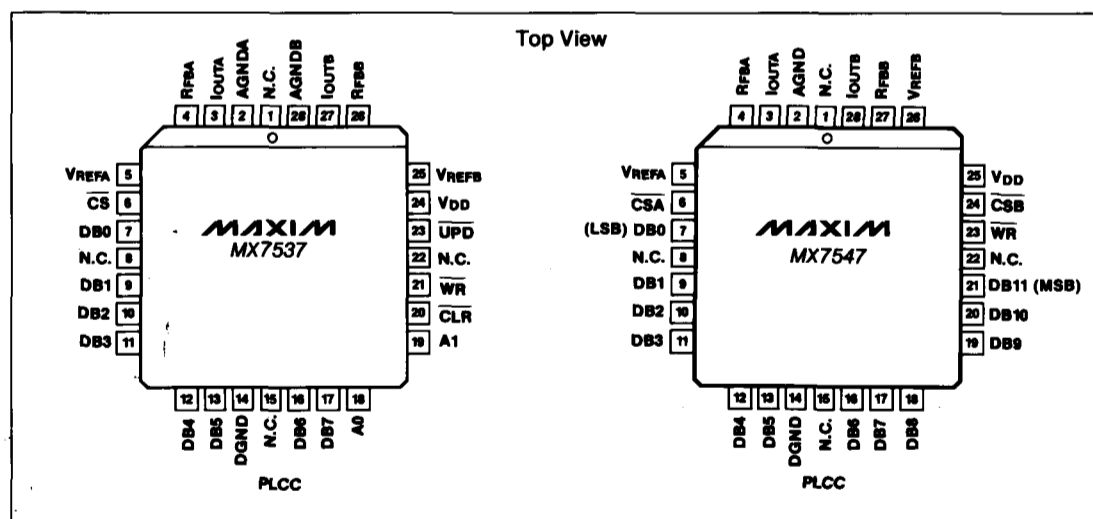 Top View
RFBA IOUTA AGNDA N.C. AGNDB IOUTB RFBB
4 3 2 1 28 27 26
VREFA 5
CS 6
DB0 7
N.C. 8
DB1 9
DB2 10
DB3 11
MAXIM
MX7537
25 VREFB
24 VDD
23 UPD
22 N.C.
21 WR
20 CLR
19 A1
12 13 14 15 16 17 18
DB4 DB5 DGND N.C. DB6 DB7 A0
PLCC
RFBA IOUTA AGND N.C. IOUTB RFBB VREFB
4 3 2 1 28 27 26
VREFA 5
CSA 6
(LSB) DB0 7
N.C. 8
DB1 9
DB2 10
DB3 11
MAXIM
MX7547
25 VDD
24 CSB
23 WR
22 N.C.
21 DB11 (MSB)
20 DB10
19 DB9
12 13 14 15 16 17 18
DB4 DB5 DGND N.C. DB6 DB7 DB8
PLCC